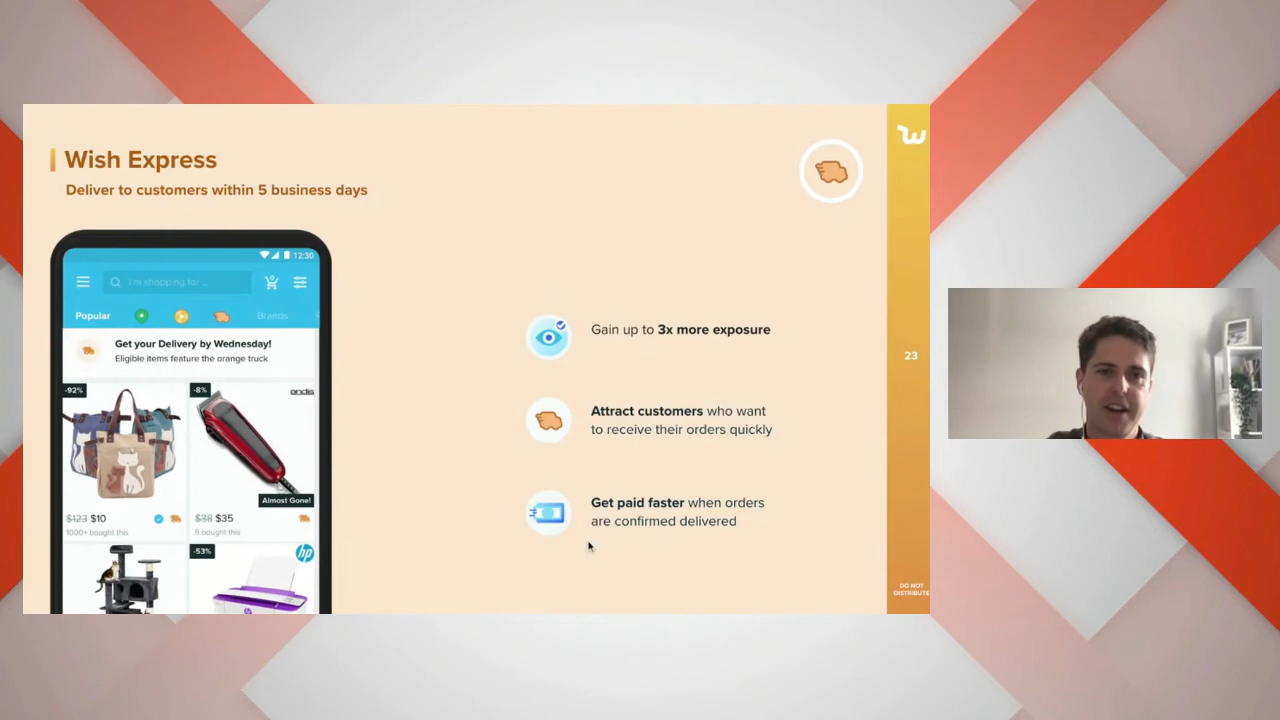 Wish Express
Deliver to customers within 5 business days
12:30
I'm shopping for ...
Popular
Brands
Get your Delivery by Wednesday!
Eligible items feature the orange truck
-92%
-8%
andis
Almost Gone!
$123 $10
1000+ bought this
$38 $35
5 bought this
-53%
hp
Gain up to 3x more exposure
Attract customers who want
to receive their orders quickly
Get paid faster when orders
are confirmed delivered
w
23
DO NOT
DISTRIBUTE